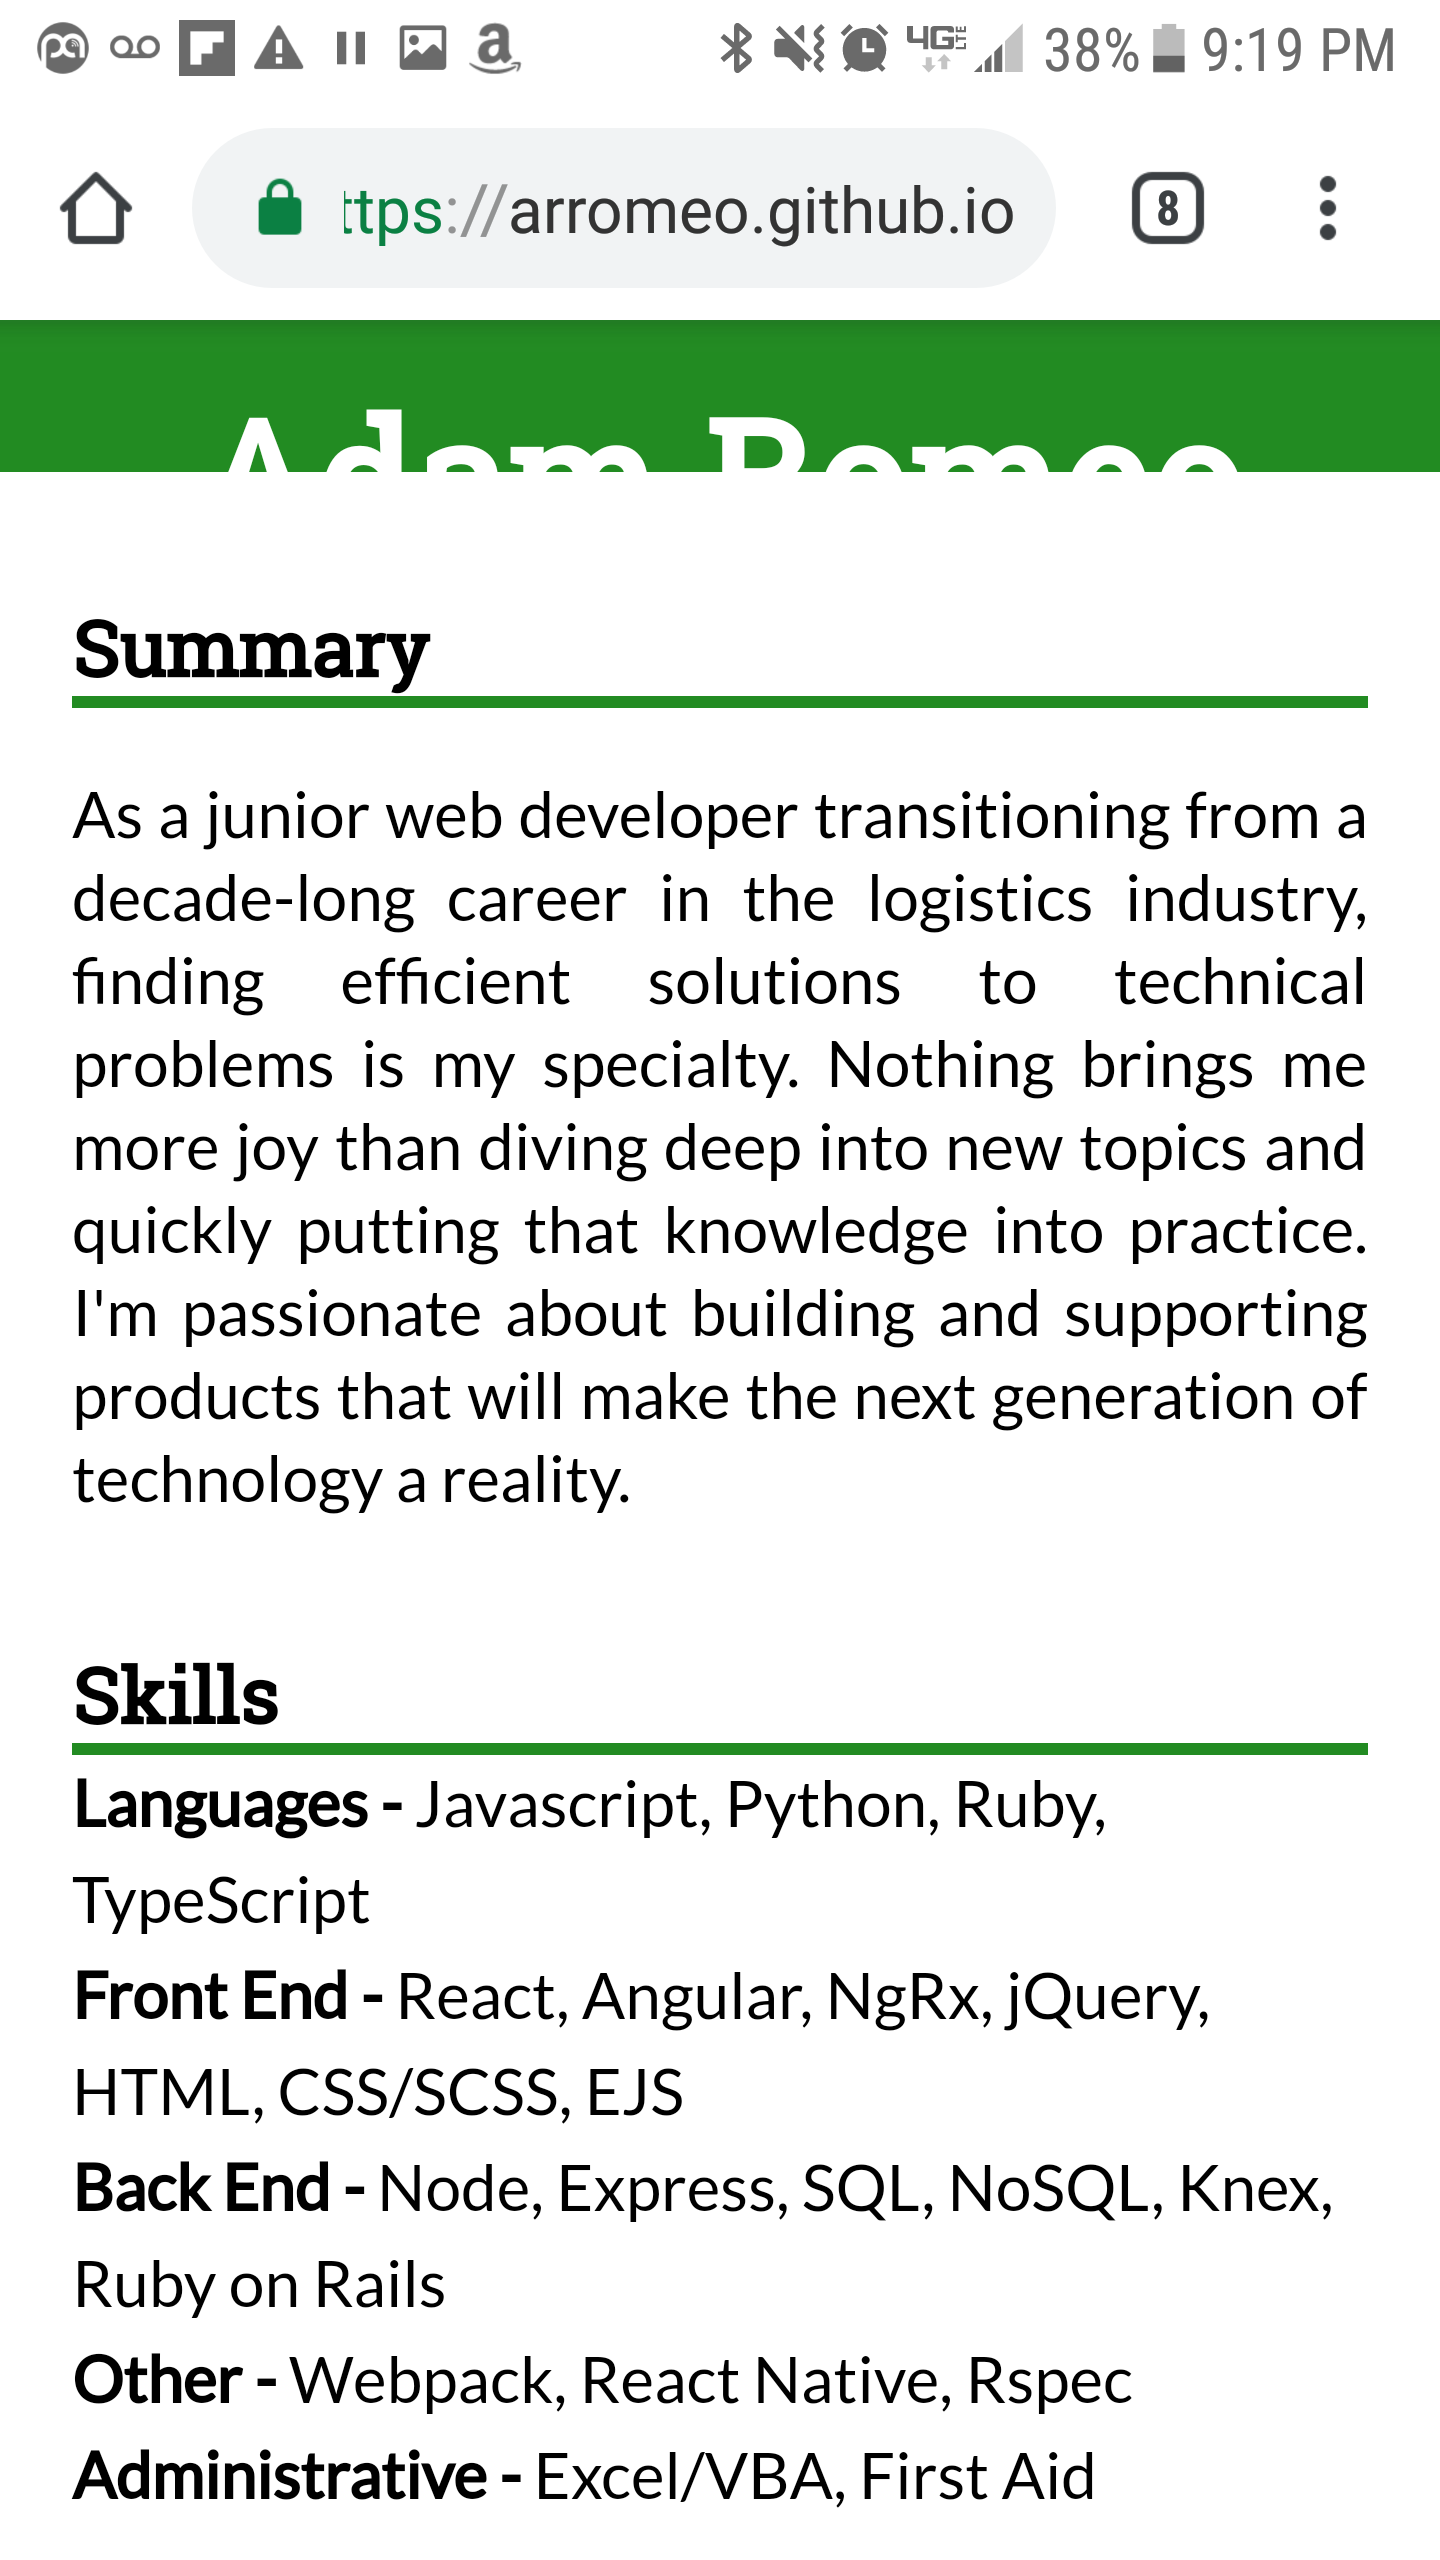 38% 9:19 PM
ttps://arromeo.github.io
8
Adam Romeo
Summary
As a junior web developer transitioning from a
decade-long career in the logistics industry,
finding efficient solutions to technical
problems is my specialty. Nothing brings me
more joy than diving deep into new topics and
quickly putting that knowledge into practice.
I'm passionate about building and supporting
products that will make the next generation of
technology a reality.
Skills
Languages - Javascript, Python, Ruby,
TypeScript
Front End - React, Angular, NgRx, jQuery,
HTML, CSS/SCSS, EJS
Back End - Node, Express, SQL, NoSQL, Knex,
Ruby on Rails
Other - Webpack, React Native, Rspec
Administrative - Excel/VBA, First Aid